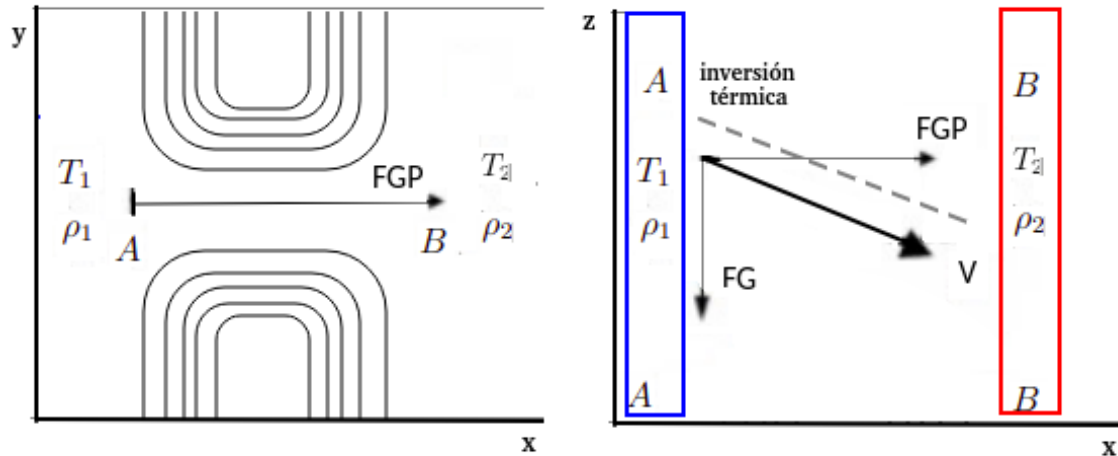 y
T₁
ρ₁
A
FGP
B
T₂
ρ₂
x
z
A
T₁
ρ₁
A
inversión
térmica
FGP
FG
V
B
T₂
ρ₂
B
x